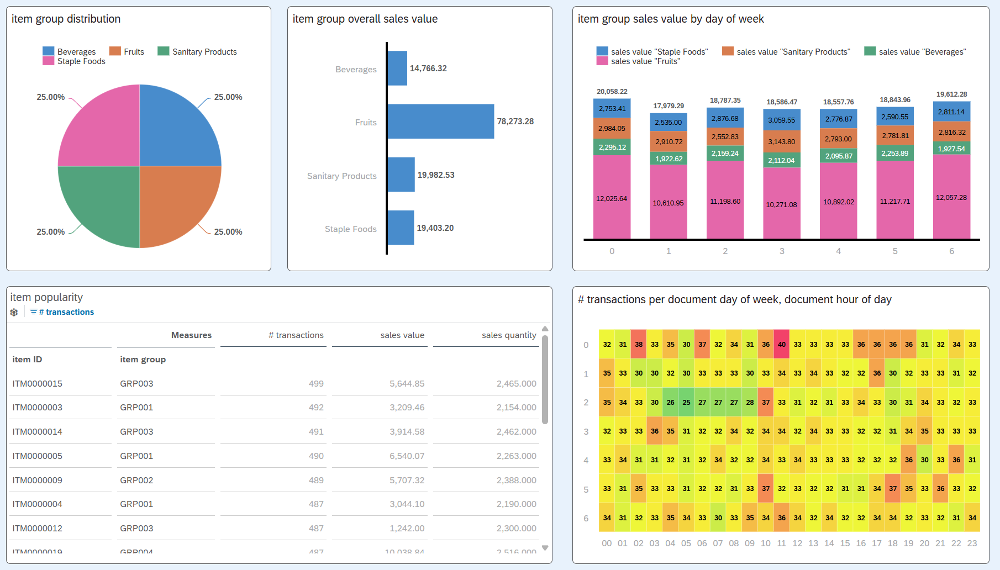 item group distribution
Beverages Fruits Sanitary Products
Staple Foods
25.00% 25.00%
25.00% 25.00%
item group overall sales value
Beverages 14,766.32
Fruits 78,273.28
Sanitary Products 19,982.53
Staple Foods 19,403.20
item group sales value by day of week
sales value "Staple Foods" sales value "Sanitary Products" sales value "Beverages"
sales value "Fruits"
20,058.22 17,979.29 18,787.35 18,586.47 18,557.76 18,843.96 19,612.28
2,753.41 2,535.00 2,876.68 3,059.55 2,776.87 2,590.55 2,811.14
2,984.05 2,910.72 2,552.83 3,143.80 2,793.00 2,781.81 2,816.32
2,295.12 1,922.62 2,159.24 2,112.04 2,095.87 2,253.89 1,927.54
12,025.64 10,610.95 11,198.60 10,271.08 10,892.02 11,217.71 12,057.28
0 1 2 3 4 5 6
item popularity
# transactions
Measures # transactions sales value sales quantity
item ID item group
ITM0000015 GRP003 499 5,644.85 2,465.000
ITM0000003 GRP001 492 3,209.46 2,154.000
ITM0000014 GRP003 491 3,914.58 2,462.000
ITM0000005 GRP001 490 6,540.07 2,263.000
ITM0000009 GRP002 489 5,707.32 2,388.000
ITM0000004 GRP001 487 3,044.10 2,190.000
ITM0000012 GRP003 487 1,242.00 2,300.000
ITM0000019 GRP004 487 10,038.84 2,516.000
# transactions per document day of week, document hour of day
0 32 31 38 33 35 30 37 32 34 31 36 40 33 33 33 33 36 36 36 36 31 32 34 33
1 35 33 30 30 32 30 33 33 33 30 33 34 33 34 33 32 32 36 30 32 33 33 31 32
2 35 34 33 30 26 25 27 27 27 28 37 33 31 32 31 33 34 33 30 31 34 33 32 33
3 32 33 33 36 35 31 32 32 34 32 34 34 32 34 33 33 32 32 31 34 35 33 33 33
4 33 34 31 31 32 31 32 34 32 32 34 33 34 33 33 33 32 32 32 36 30 33 36 31
5 33 31 35 33 33 31 32 32 31 33 37 32 33 32 32 31 31 34 37 35 33 36 33 32
6 34 31 32 33 35 34 33 30 33 35 34 36 34 32 34 32 32 34 34 32 33 32 31 34
00 01 02 03 04 05 06 07 08 09 10 11 12 13 14 15 16 17 18 19 20 21 22 23